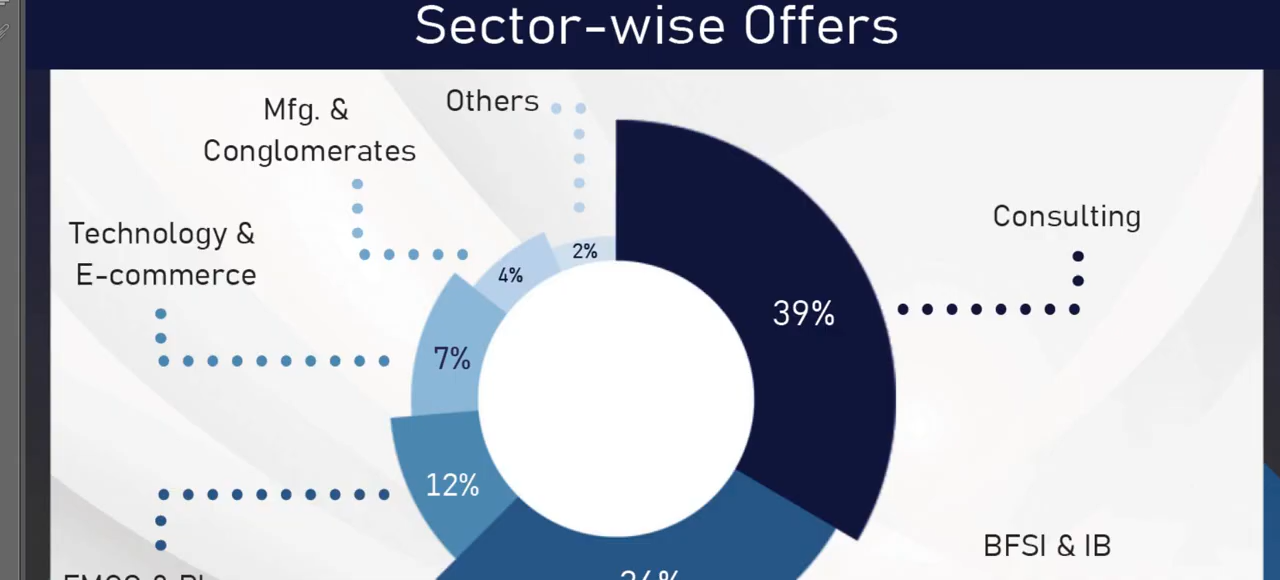 Sector-wise Offers
Others
Mfg. &
Conglomerates
Consulting
Technology &
E-commerce
2%
4%
39%
7%
12%
BFSI & IB